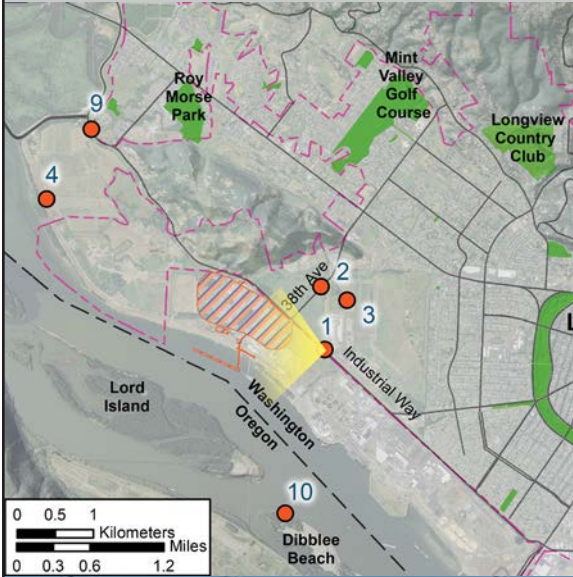 Roy
Morse
Park
Mint
Valley
Golf
Course
Longview
Country
Club
9
4
38th Ave
2
3
1
Industrial Way
L
Lord
Island
Washington
Oregon
10
Dibblee
Beach
0 0.5 1
Kilometers
Miles
0 0.3 0.6 1.2